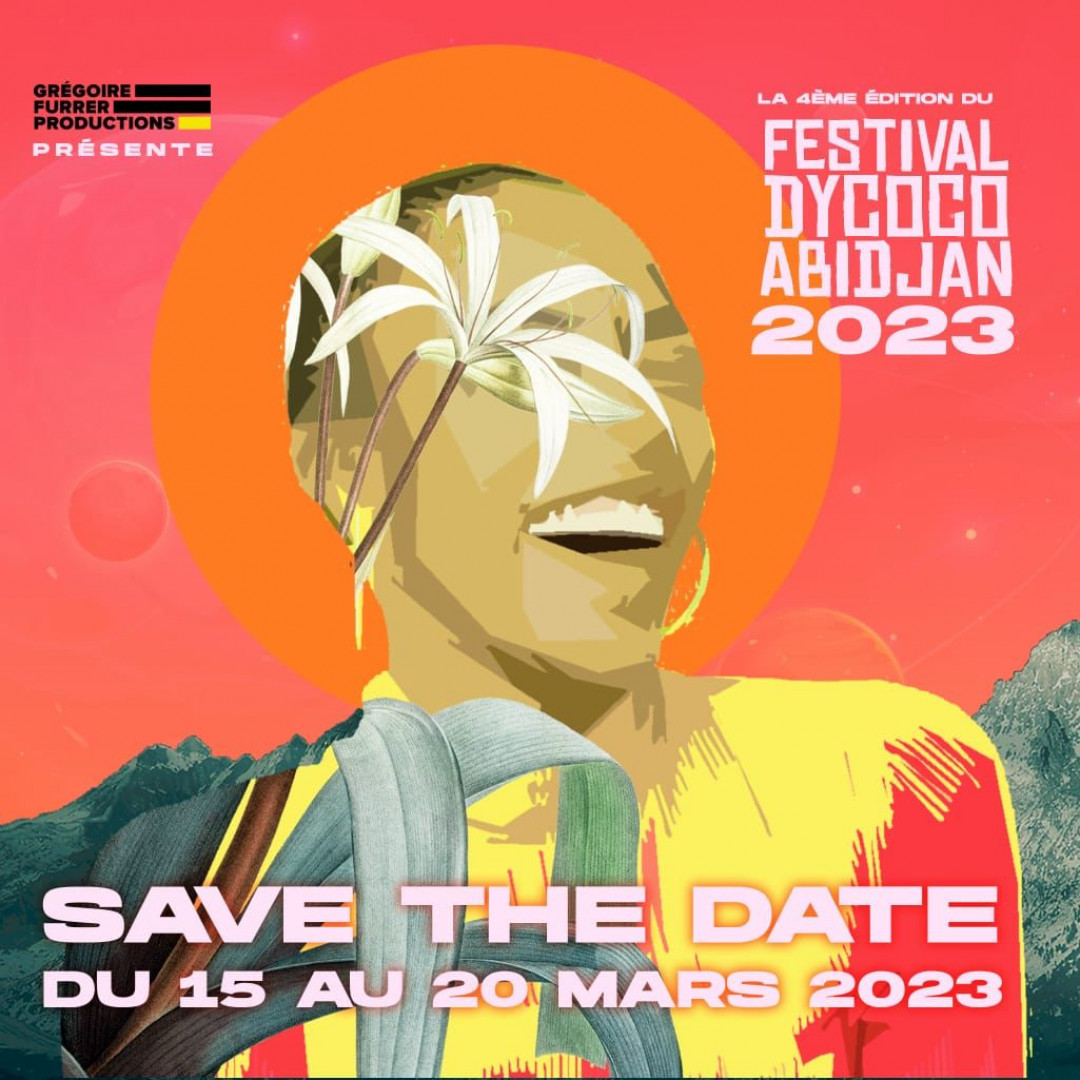 GRÉGOIRE
FURRER
PRODUCTIONS
PRÉSENTE
LA 4ÈME ÉDITION DU
FESTIVAL
DYCOCO
ABIDJAN
2023
SAVE THE DATE
DU 15 AU 20 MARS 2023